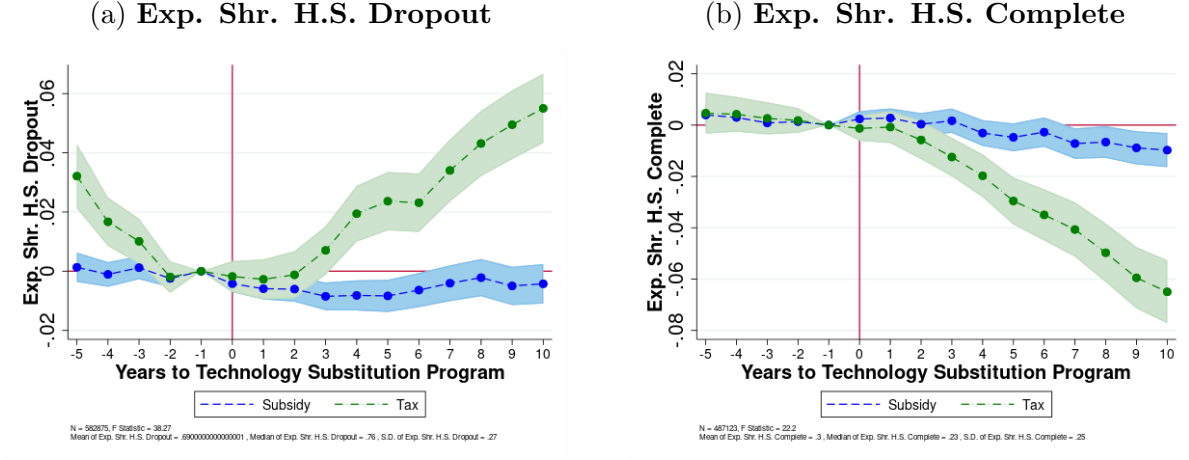 (a) Exp. Shr. H.S. Dropout
Exp. Shr. H.S. Dropout
.06
.04
.02
0
-.02
-5 -4 -3 -2 -1 0 1 2 3 4 5 6 7 8 9 10
Years to Technology Substitution Program
Subsidy Tax
N = 582875, F Statistic = 38.27
Mean of Exp. Shr. H.S. Dropout = .6900000000000001 , Median of Exp. Shr. H.S. Dropout = .76 , S.D. of Exp. Shr. H.S. Dropout = .27
(b) Exp. Shr. H.S. Complete
Exp. Shr. H.S. Complete
.02
0
-.02
-.04
-.06
-.08
-5 -4 -3 -2 -1 0 1 2 3 4 5 6 7 8 9 10
Years to Technology Substitution Program
Subsidy Tax
N = 487123, F Statistic = 22.2
Mean of Exp. Shr. H.S. Complete = .3 , Median of Exp. Shr. H.S. Complete = .23 , S.D. of Exp. Shr. H.S. Complete = .25